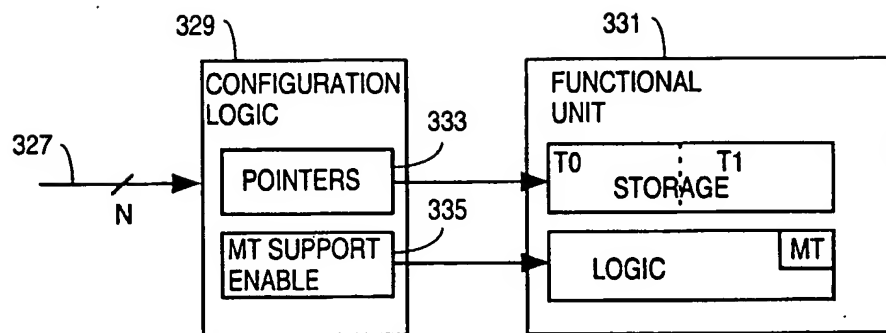 329
331
CONFIGURATION
LOGIC
FUNCTIONAL
UNIT
327
N
333
POINTERS
T0
T1
STORAGE
335
MT SUPPORT
ENABLE
LOGIC
MT